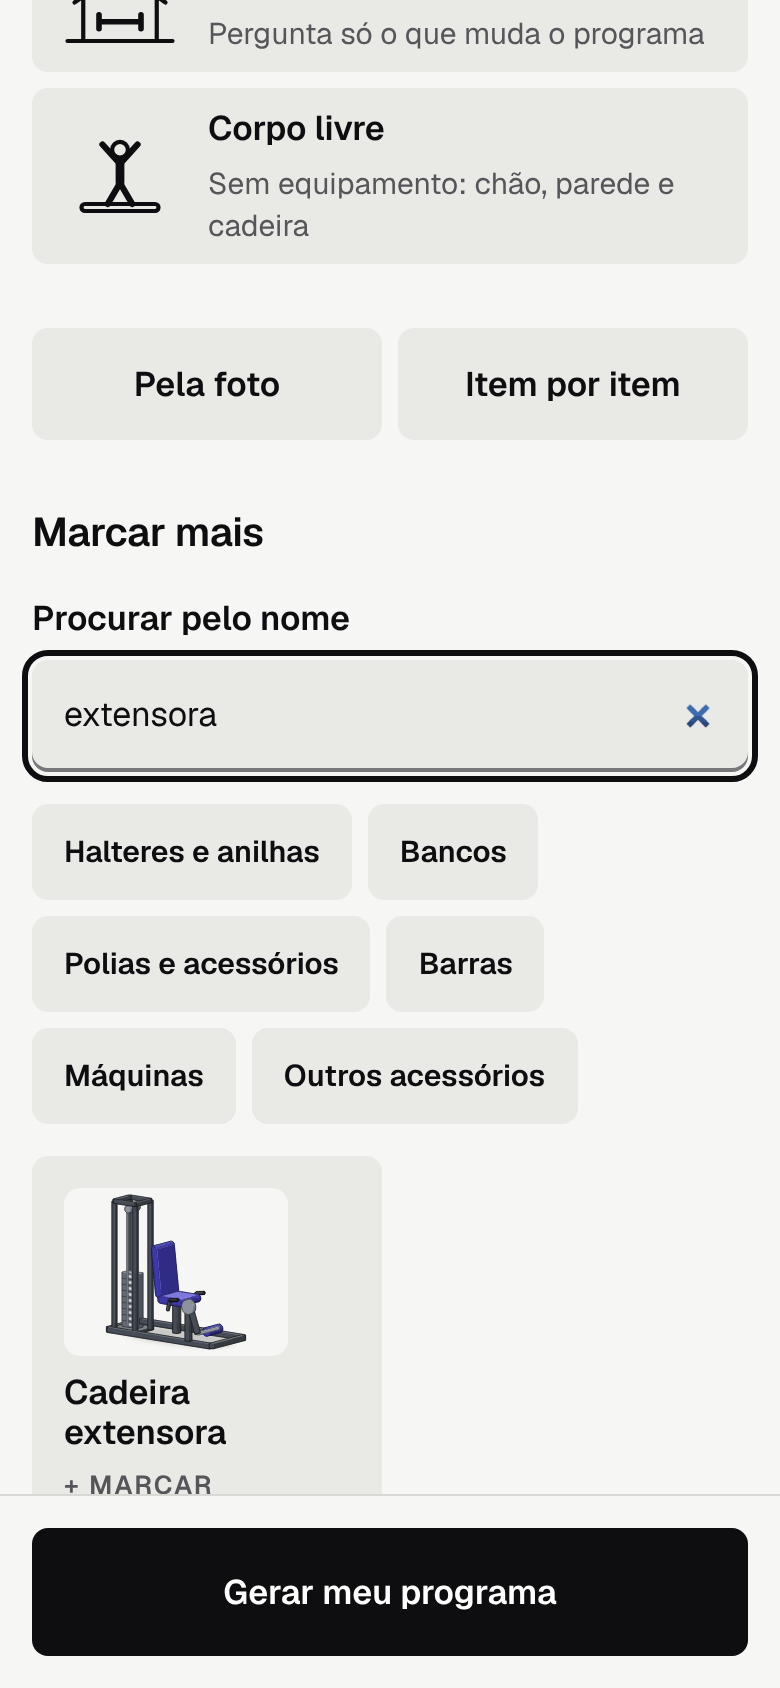 Pergunta só o que muda o programa
Corpo livre
Sem equipamento: chão, parede e
cadeira
Pela foto
Item por item
Marcar mais
Procurar pelo nome
extensora
Halteres e anilhas
Bancos
Polias e acessórios
Barras
Máquinas
Outros acessórios
Cadeira
extensora
+ MARCAR
Gerar meu programa